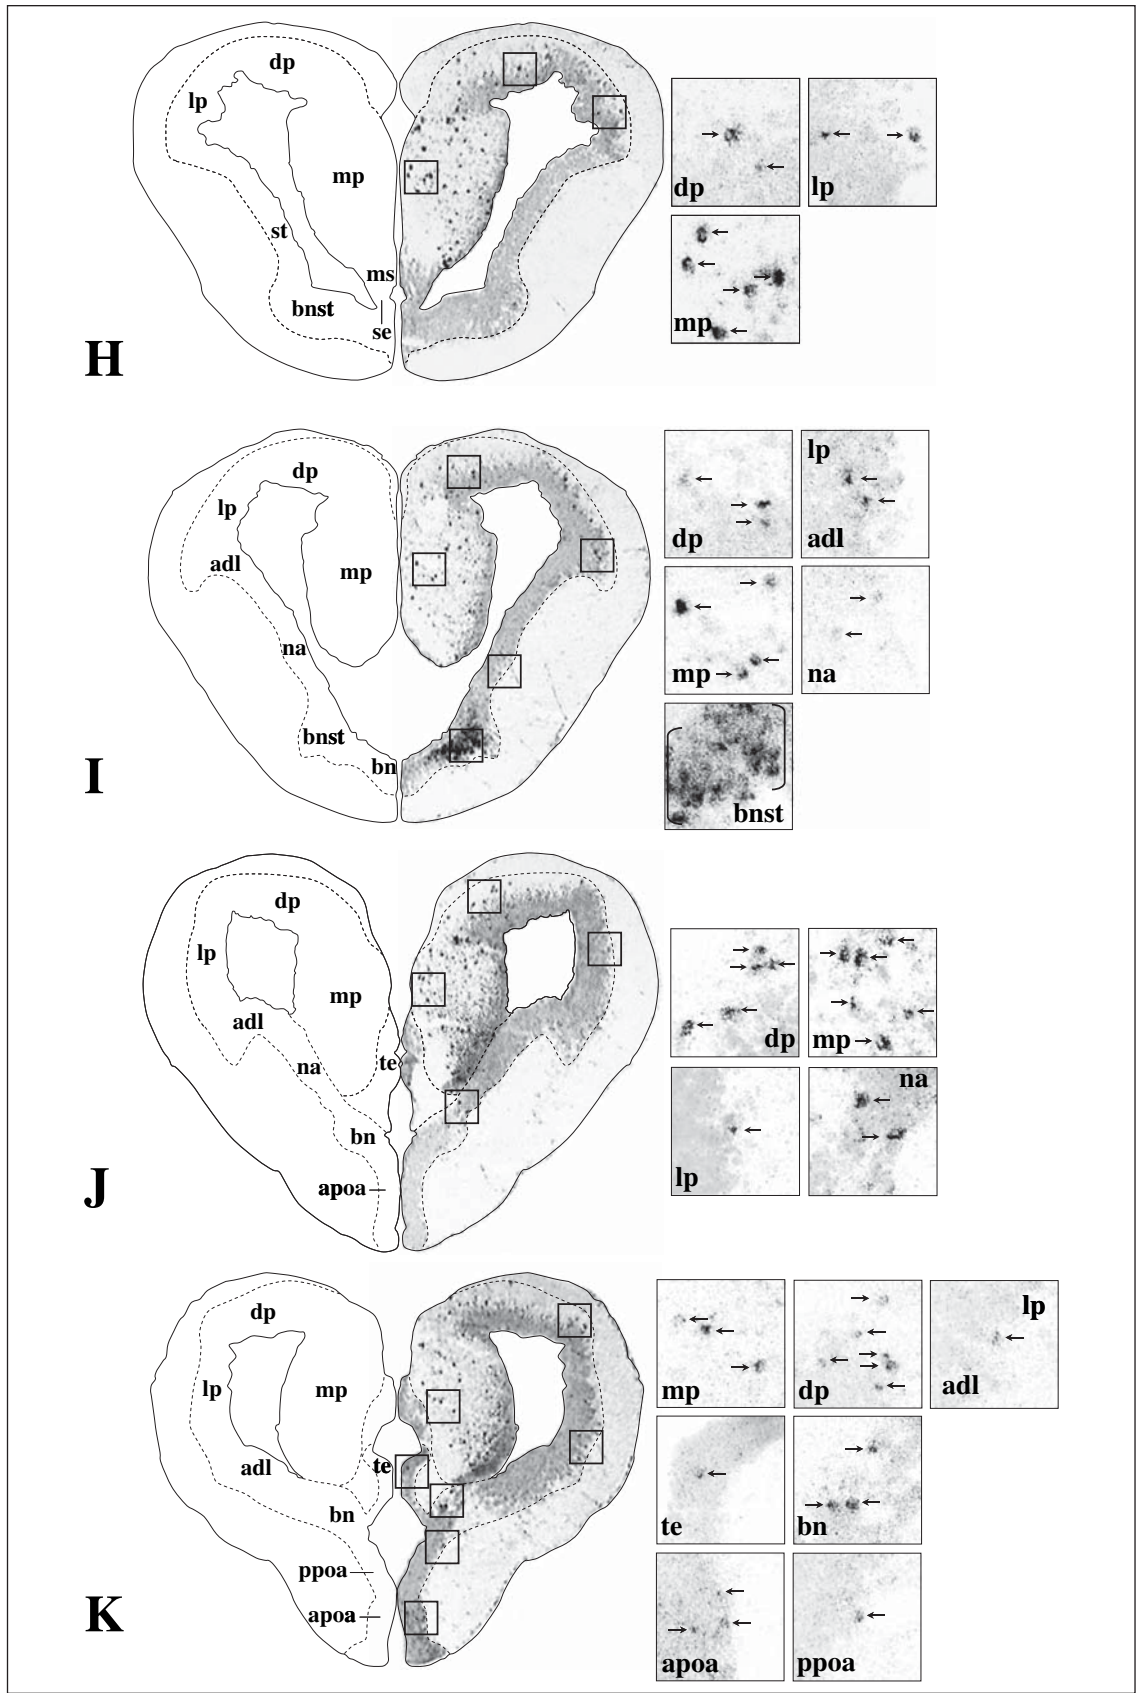 dp
lp
mp
st
ms
bnst
se
H
dp
lp
mp
dp
lp
adl
mp
na
bnst
bn
I
dp
lp
adl
mp
na
bnst
dp
lp
mp
adl
na
te
bn
apoa
J
dp
mp
lp
na
dp
lp
mp
adl
te
bn
ppoa
apoa
K
mp
dp
lp
adl
te
bn
apoa
ppoa